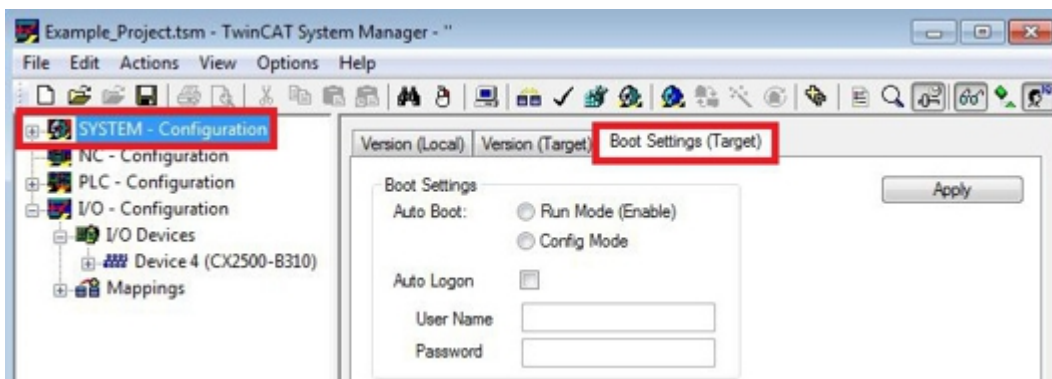 Example_Project.tsm - TwinCAT System Manager - ''
File Edit Actions View Options Help
SYSTEM - Configuration
NC - Configuration
PLC - Configuration
I/O - Configuration
I/O Devices
Device 4 (CX2500-B310)
Mappings
Version (Local) Version (Target) Boot Settings (Target)
Boot Settings
Apply
Auto Boot: Run Mode (Enable)
Config Mode
Auto Logon
User Name
Password